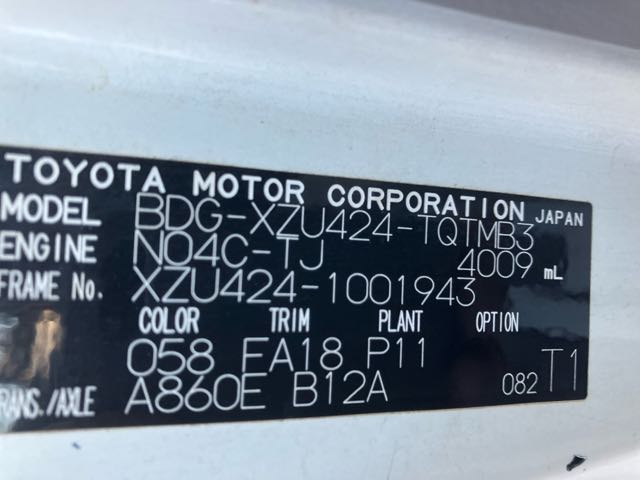 TOYOTA MOTOR CORPORATION JAPAN
MODEL BDG-XZU424-TQTMB3
ENGINE N04C-TJ 4009 mL
FRAME No. XZU424-1001943
COLOR TRIM PLANT OPTION
058 FA18 P11
TRANS./AXLE A860E B12A 082 T1